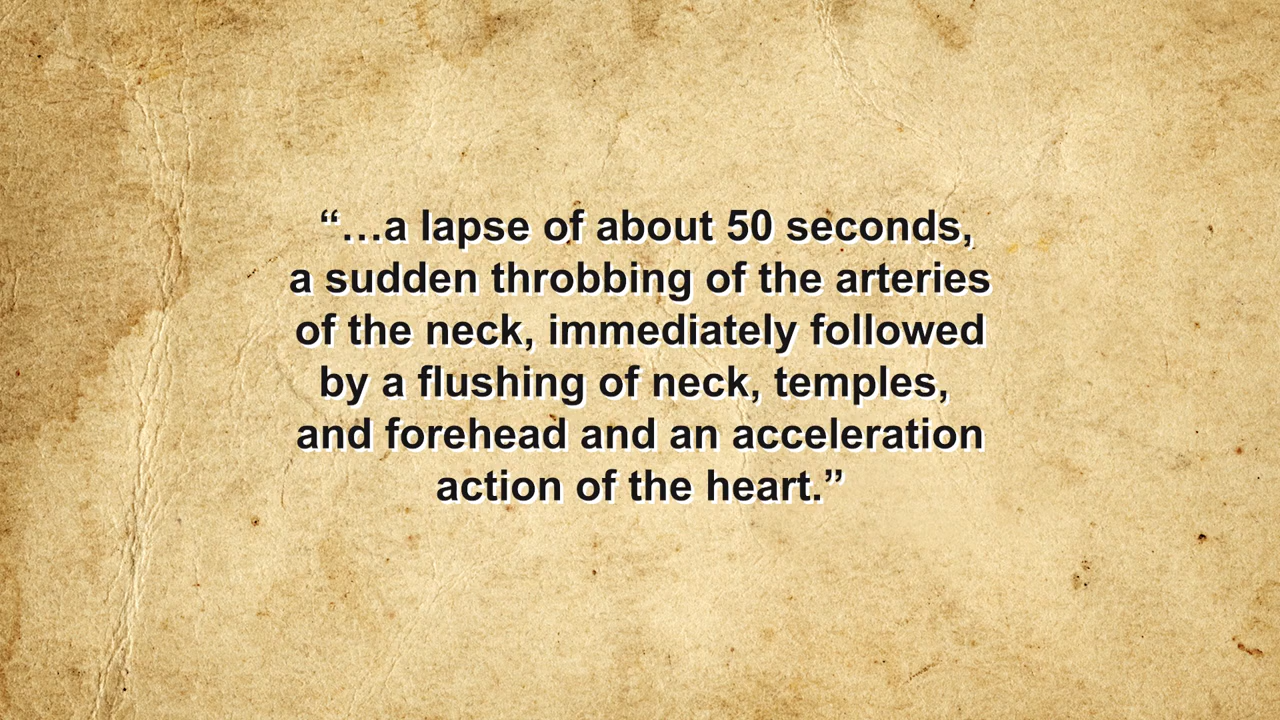 “…a lapse of about 50 seconds,
a sudden throbbing of the arteries
of the neck, immediately followed
by a flushing of neck, temples,
and forehead and an acceleration
action of the heart.”